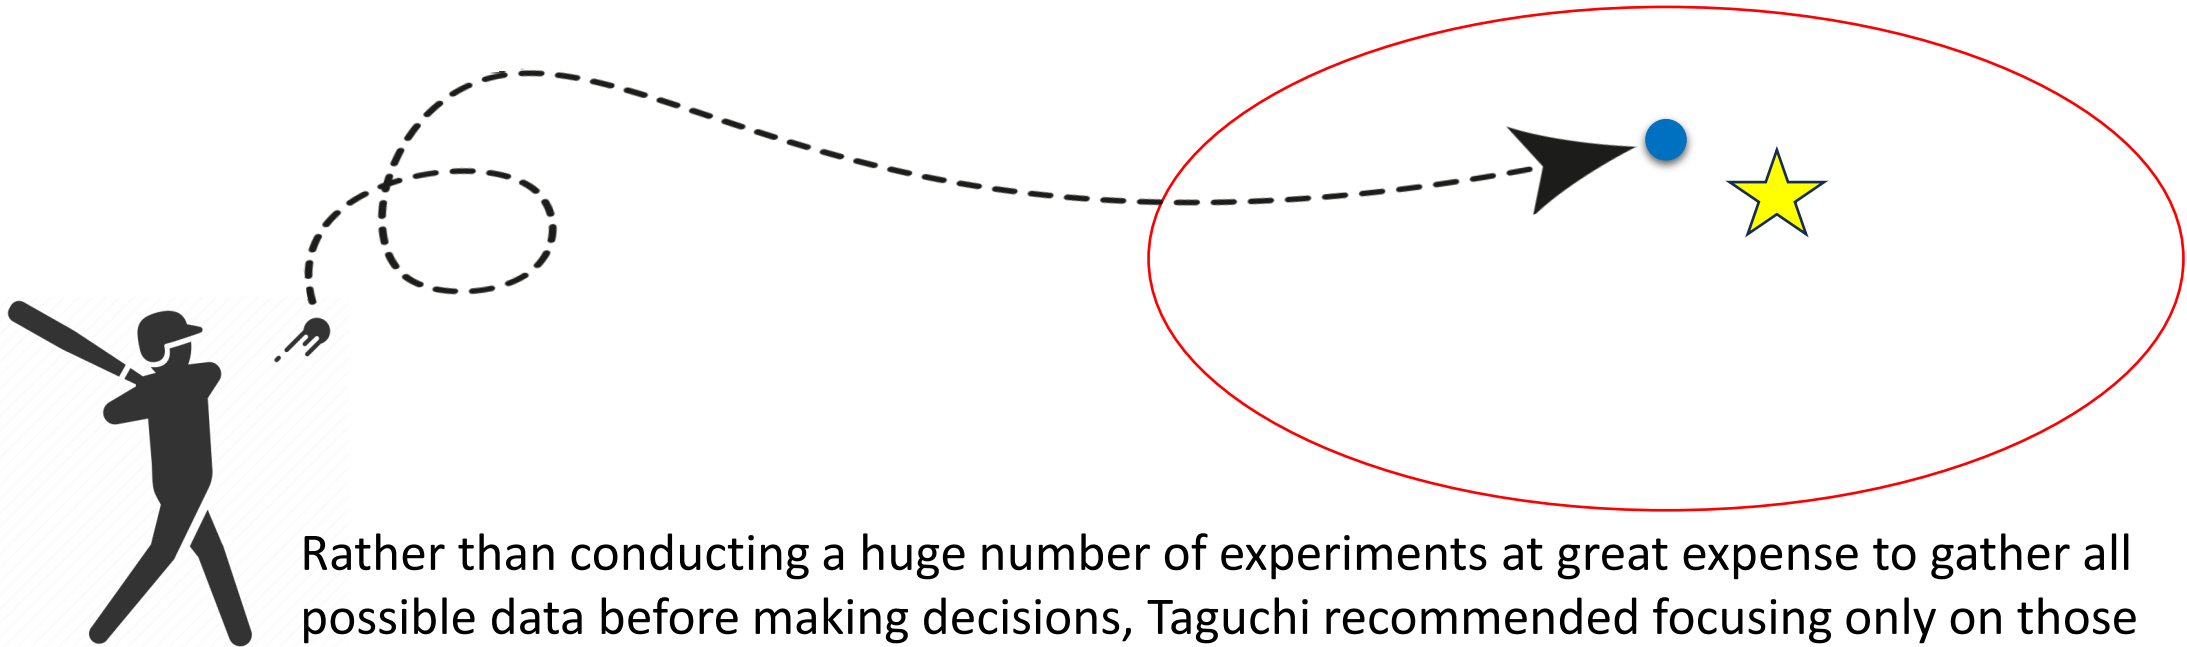 Rather than conducting a huge number of experiments at great expense to gather all
possible data before making decisions, Taguchi recommended focusing only on those